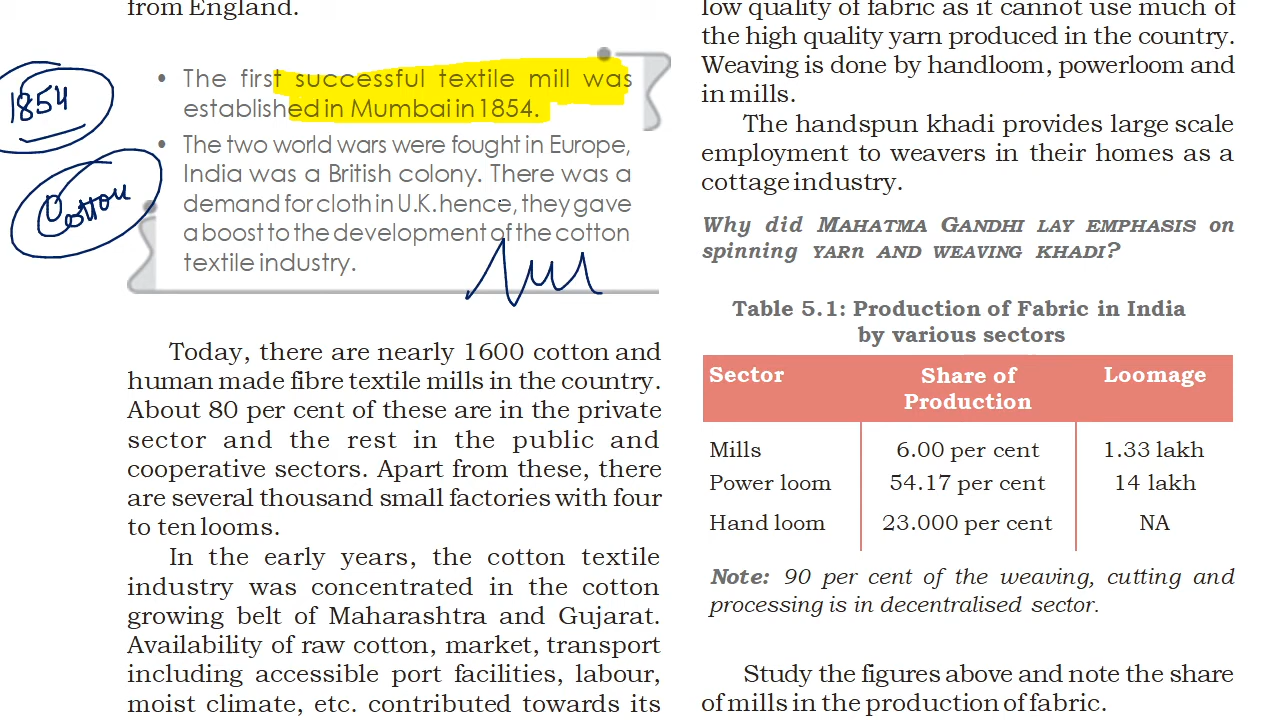 from England.
1854
Cotton
• The first successful textile mill was
established in Mumbai in 1854.
• The two world wars were fought in Europe,
India was a British colony. There was a
demand for cloth in U.K. hence, they gave
a boost to the development of the cotton
textile industry.
Today, there are nearly 1600 cotton and
human made fibre textile mills in the country.
About 80 per cent of these are in the private
sector and the rest in the public and
cooperative sectors. Apart from these, there
are several thousand small factories with four
to ten looms.
In the early years, the cotton textile
industry was concentrated in the cotton
growing belt of Maharashtra and Gujarat.
Availability of raw cotton, market, transport
including accessible port facilities, labour,
moist climate, etc. contributed towards its
low quality of fabric as it cannot use much of
the high quality yarn produced in the country.
Weaving is done by handloom, powerloom and
in mills.
The handspun khadi provides large scale
employment to weavers in their homes as a
cottage industry.
Why did MAHATMA GANDHI LAY EMPHASIS on
spinning YARN AND WEAVING KHADI?
Table 5.1: Production of Fabric in India
by various sectors
Sector Share of Production Loomage
Mills 6.00 per cent 1.33 lakh
Power loom 54.17 per cent 14 lakh
Hand loom 23.000 per cent NA
Note: 90 per cent of the weaving, cutting and
processing is in decentralised sector.
Study the figures above and note the share
of mills in the production of fabric.